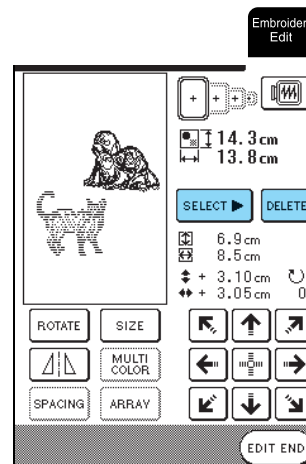 Embroider
Edit
14.3cm
13.8cm
SELECT ▶ DELETE
6.9cm
8.5cm
+ 3.10cm
+ 3.05cm 0
ROTATE SIZE
MULTI
COLOR
SPACING ARRAY
EDIT END